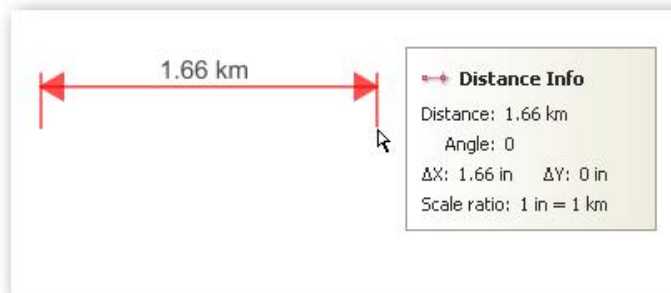 1.66 km
Distance Info
Distance: 1.66 km
Angle: 0
ΔX: 1.66 in ΔY: 0 in
Scale ratio: 1 in = 1 km